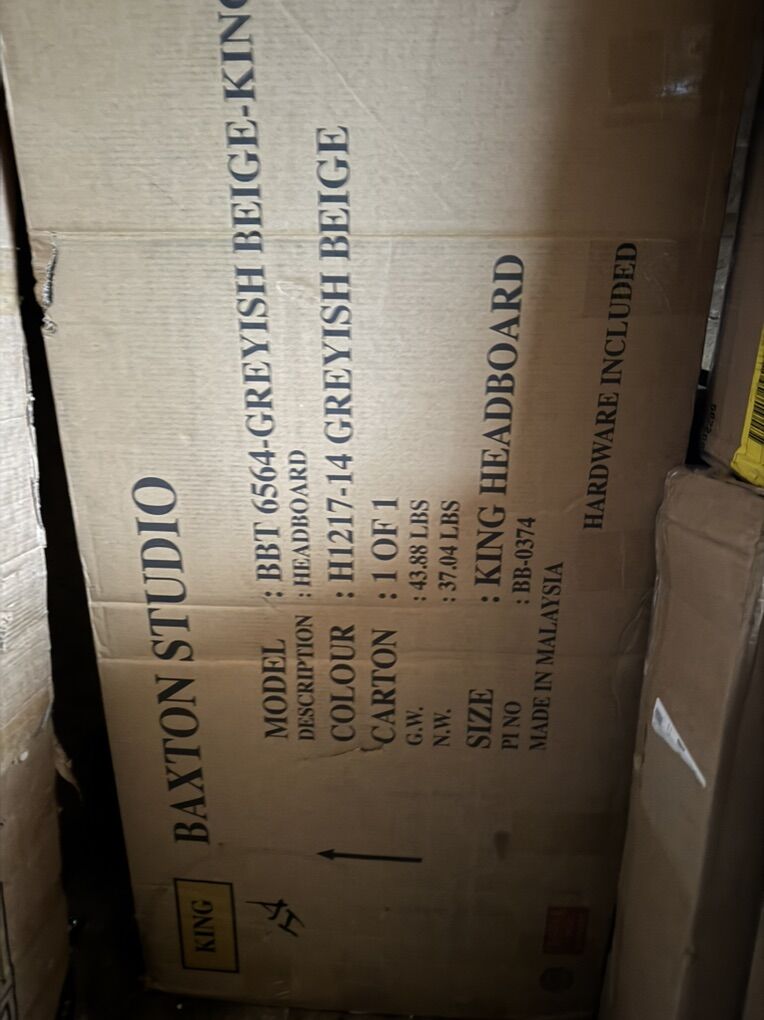 BAXTON STUDIO
MODEL : BBT 6564-GREYISH BEIGE-KING
DESCRIPTION : HEADBOARD
COLOUR : H1217-14 GREYISH BEIGE
CARTON : 1 OF 1
G.W. : 43.88 LBS
N.W. : 37.04 LBS
SIZE : KING HEADBOARD
PI NO : BB-0374
MADE IN MALAYSIA
HARDWARE INCLUDED
KING